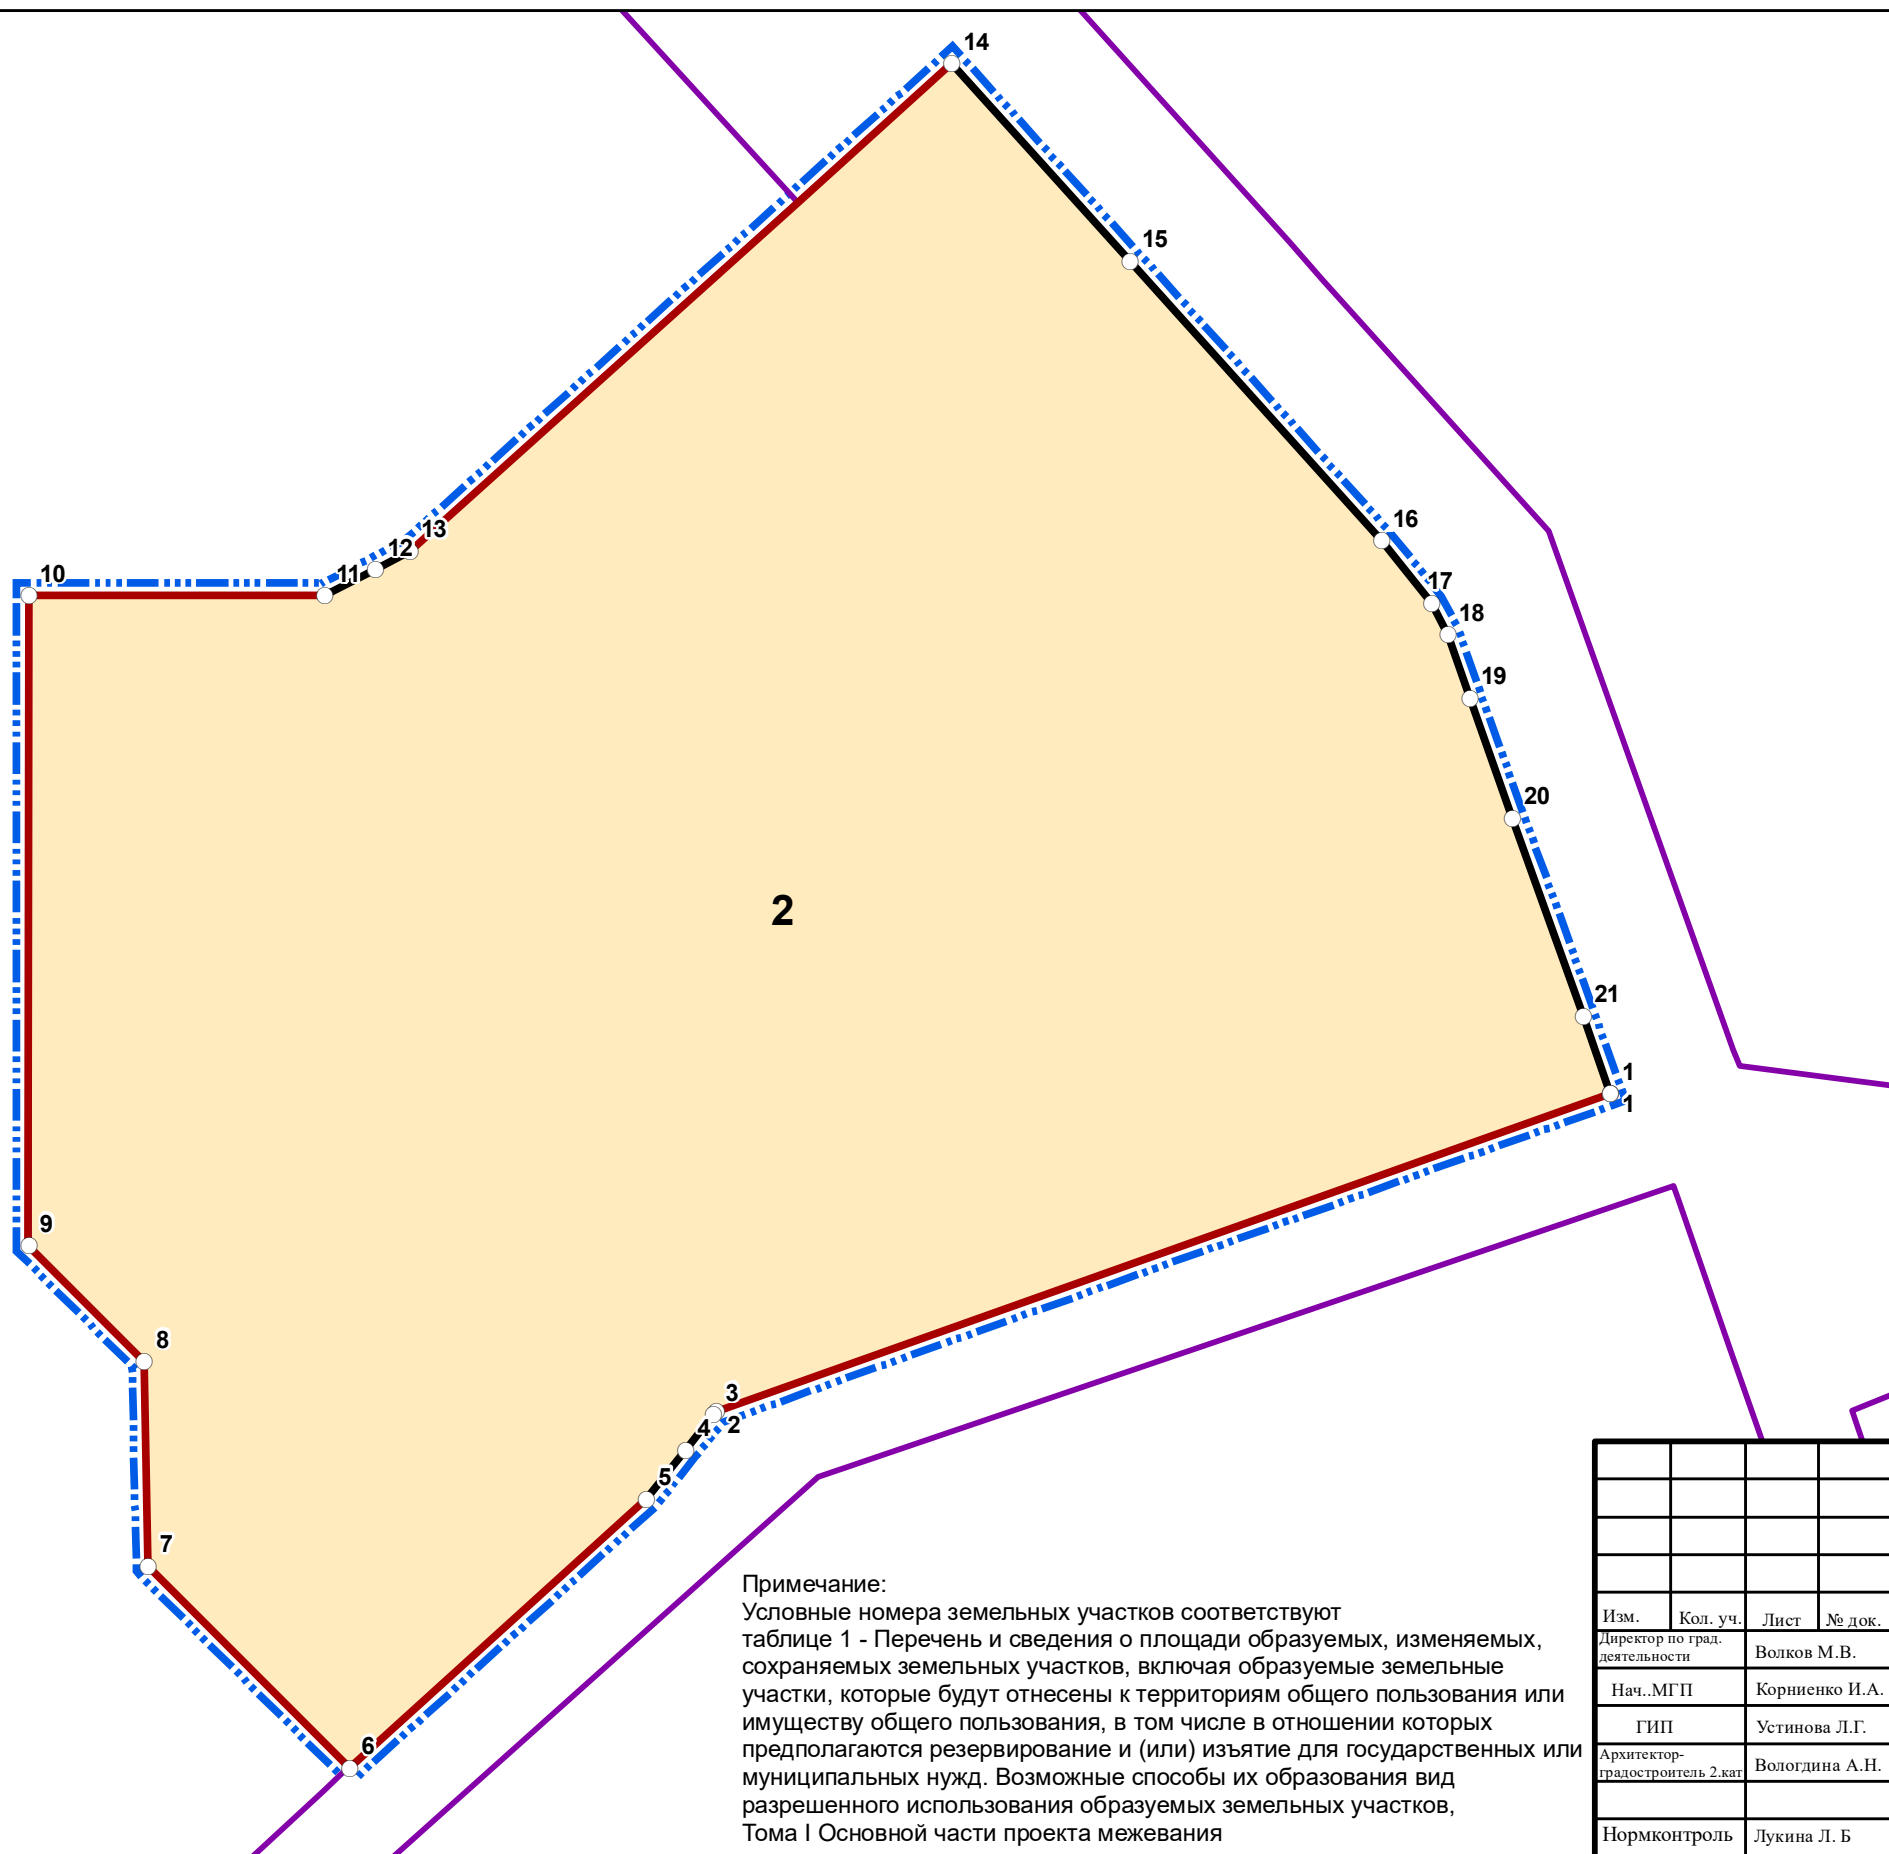 14
15
16
13
12
11
10
17
18
19
20
2
21
1
1
9
8
3
2
4
5
7
6
Примечание:
Условные номера земельных участков соответствуют
таблице 1 - Перечень и сведения о площади образуемых, изменяемых,
сохраняемых земельных участков, включая образуемые земельные
участки, которые будут отнесены к территориям общего пользования или
имуществу общего пользования, в том числе в отношении которых
предполагаются резервирование и (или) изъятие для государственных или
муниципальных нужд. Возможные способы их образования вид
разрешенного использования образуемых земельных участков,
Тома I Основной части проекта межевания
Изм. Кол. уч. Лист № док.
Директор по град.
деятельности
Волков М.В.
Нач..МГП Корниенко И.А.
ГИП Устинова Л.Г.
Архитектор-
градостроитель 2.кат
Вологдина А.Н.
Нормконтроль Лукина Л. Б